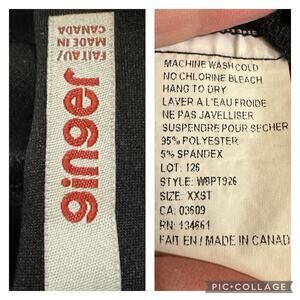 ginger
FAIT AU/
MADE IN
CANADA
MACHINE WASH COLD
NO CHLORINE BLEACH
HANG TO DRY
LAVER A L'EAU FROIDE
NE PAS JAVELLISER
SUSPENDRE POUR SECHER
95% POLYESTER
5% SPANDEX
LOT: 126
STYLE: W8PT926
SIZE: XXST
CA: 03609
RN: 134661
FAIT EN / MADE IN CANAD
PIC•COLLAGE